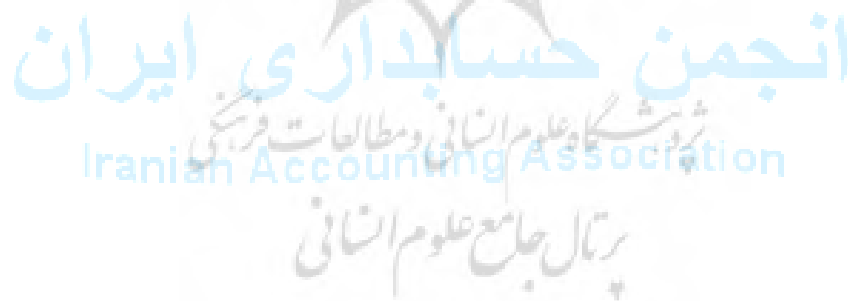 انجمن حسابداری ایران
پژوهشگاه علوم انسانی و مطالعات فرهنگی
Iranian Accounting Association
پرتال جامع علوم انسانی